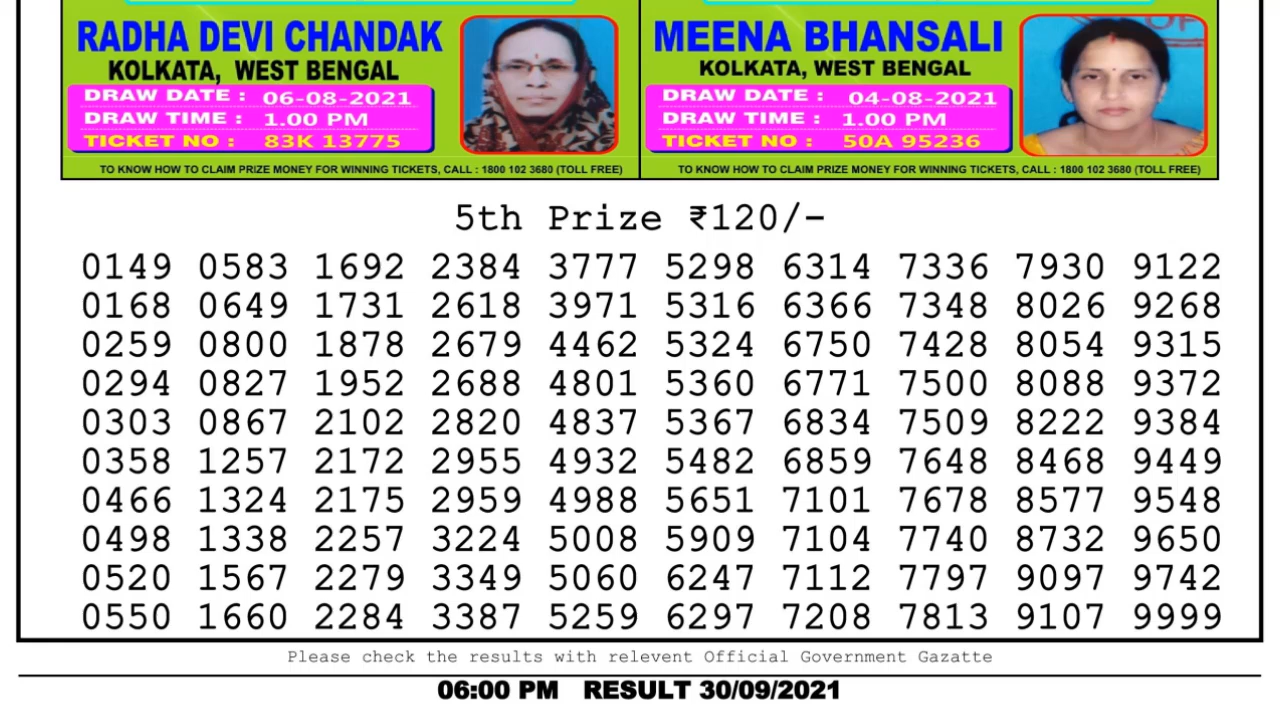 RADHA DEVI CHANDAK
KOLKATA, WEST BENGAL
DRAW DATE : 06-08-2021
DRAW TIME : 1.00 PM
TICKET NO : 83K 13775
TO KNOW HOW TO CLAIM PRIZE MONEY FOR WINNING TICKETS, CALL : 1800 102 3680 (TOLL FREE)
MEENA BHANSALI
KOLKATA, WEST BENGAL
DRAW DATE : 04-08-2021
DRAW TIME : 1.00 PM
TICKET NO : 50A 95236
TO KNOW HOW TO CLAIM PRIZE MONEY FOR WINNING TICKETS, CALL : 1800 102 3680 (TOLL FREE)
5th Prize ₹120/-
0149 0583 1692 2384 3777 5298 6314 7336 7930 9122
0168 0649 1731 2618 3971 5316 6366 7348 8026 9268
0259 0800 1878 2679 4462 5324 6750 7428 8054 9315
0294 0827 1952 2688 4801 5360 6771 7500 8088 9372
0303 0867 2102 2820 4837 5367 6834 7509 8222 9384
0358 1257 2172 2955 4932 5482 6859 7648 8468 9449
0466 1324 2175 2959 4988 5651 7101 7678 8577 9548
0498 1338 2257 3224 5008 5909 7104 7740 8732 9650
0520 1567 2279 3349 5060 6247 7112 7797 9097 9742
0550 1660 2284 3387 5259 6297 7208 7813 9107 9999
Please check the results with relevent Official Government Gazatte
06:00 PM RESULT 30/09/2021